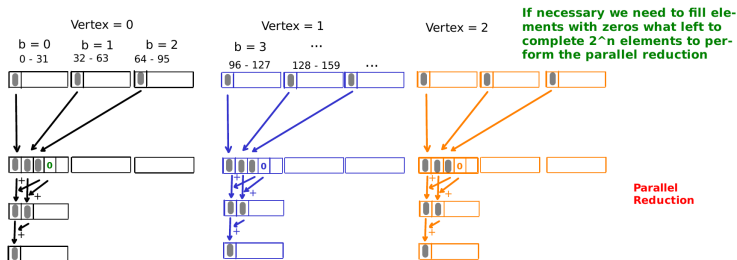 If necessary we need to fill ele-
ments with zeros what left to
complete 2^n elements to per-
form the parallel reduction
Vertex = 0
Vertex = 1
Vertex = 2
b = 0
b = 1
b = 2
b = 3
...
0 - 31
32 - 63
64 - 95
96 - 127
128 - 159
...
0
0
0
+
+
+
+
+
+
Parallel
Reduction
+
+
+